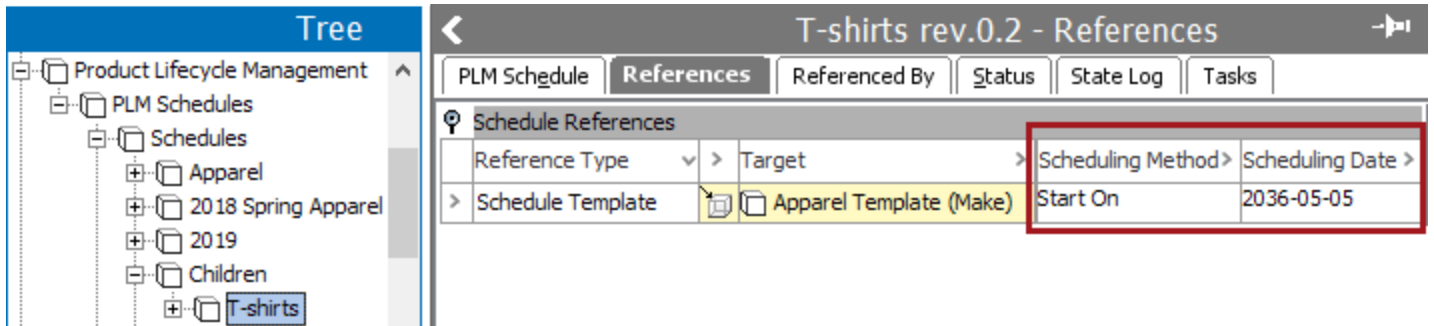 Tree
Product Lifecycle Management
PLM Schedules
Schedules
Apparel
2018 Spring Apparel
2019
Children
T-shirts
T-shirts rev.0.2 - References
PLM Schedule References Referenced By Status State Log Tasks
Schedule References
Reference Type > Target > Scheduling Method > Scheduling Date >
> Schedule Template Apparel Template (Make) Start On 2036-05-05